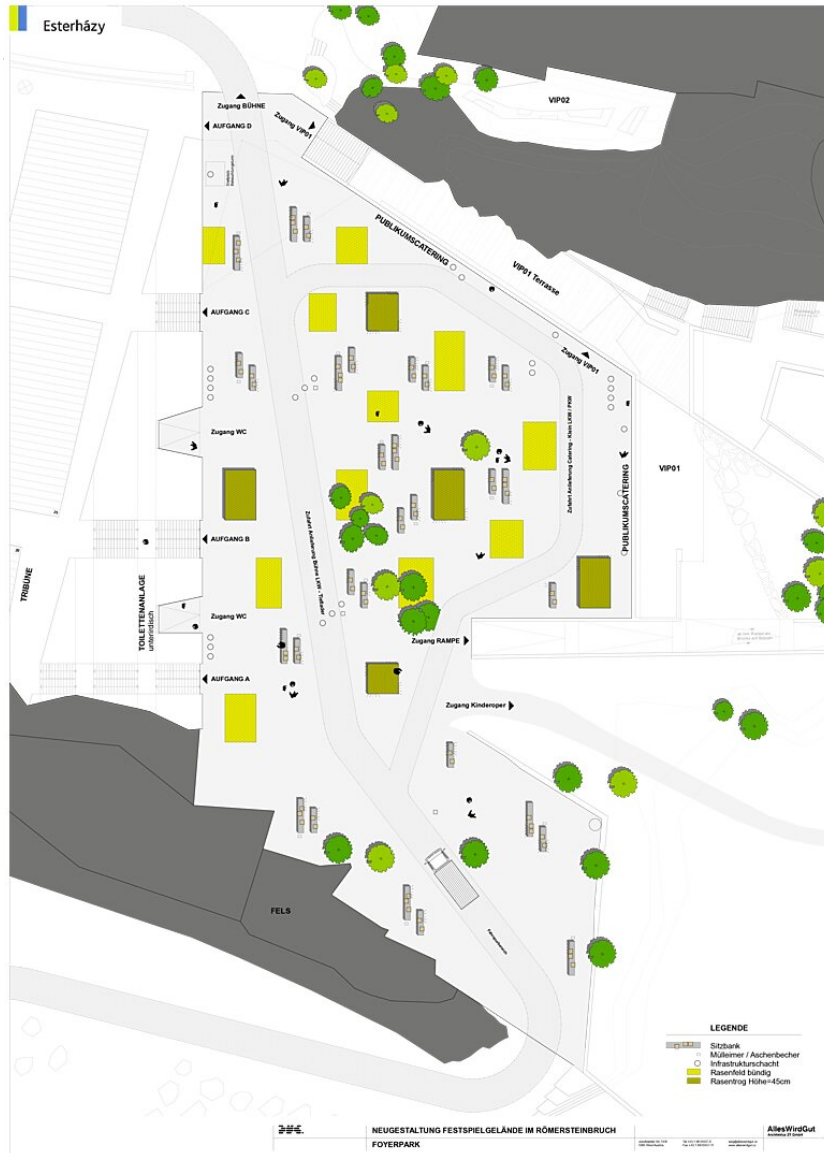 Esterházy
VIP02
Zugang BÜHNE
AUFGANG D
Zugang VIP01
PUBLIKUMSCATERING
VIP01 Terrasse
AUFGANG C
Zugang VIP01
Zugang WC
Zufahrt Anlieferung Catering - Klein LKW / PKW
VIP01
PUBLIKUMSCATERING
AUFGANG B
Zufahrt Anlieferung Bühne LKW - Tieflader
TRIBÜNE
TOILETTENANLAGE
unterirdisch
Zugang WC
Zugang RAMPE
AUFGANG A
Zugang Kinderoper
FELS
LEGENDE
Sitzbank
Mülleimer / Aschenbecher
Infrastrukturschacht
Rasenfeld bündig
Rasentrog Höhe=45cm
NEUGESTALTUNG FESTSPIELGELÄNDE IM RÖMERSTEINBRUCH
AllesWirdGut
FOYERPARK